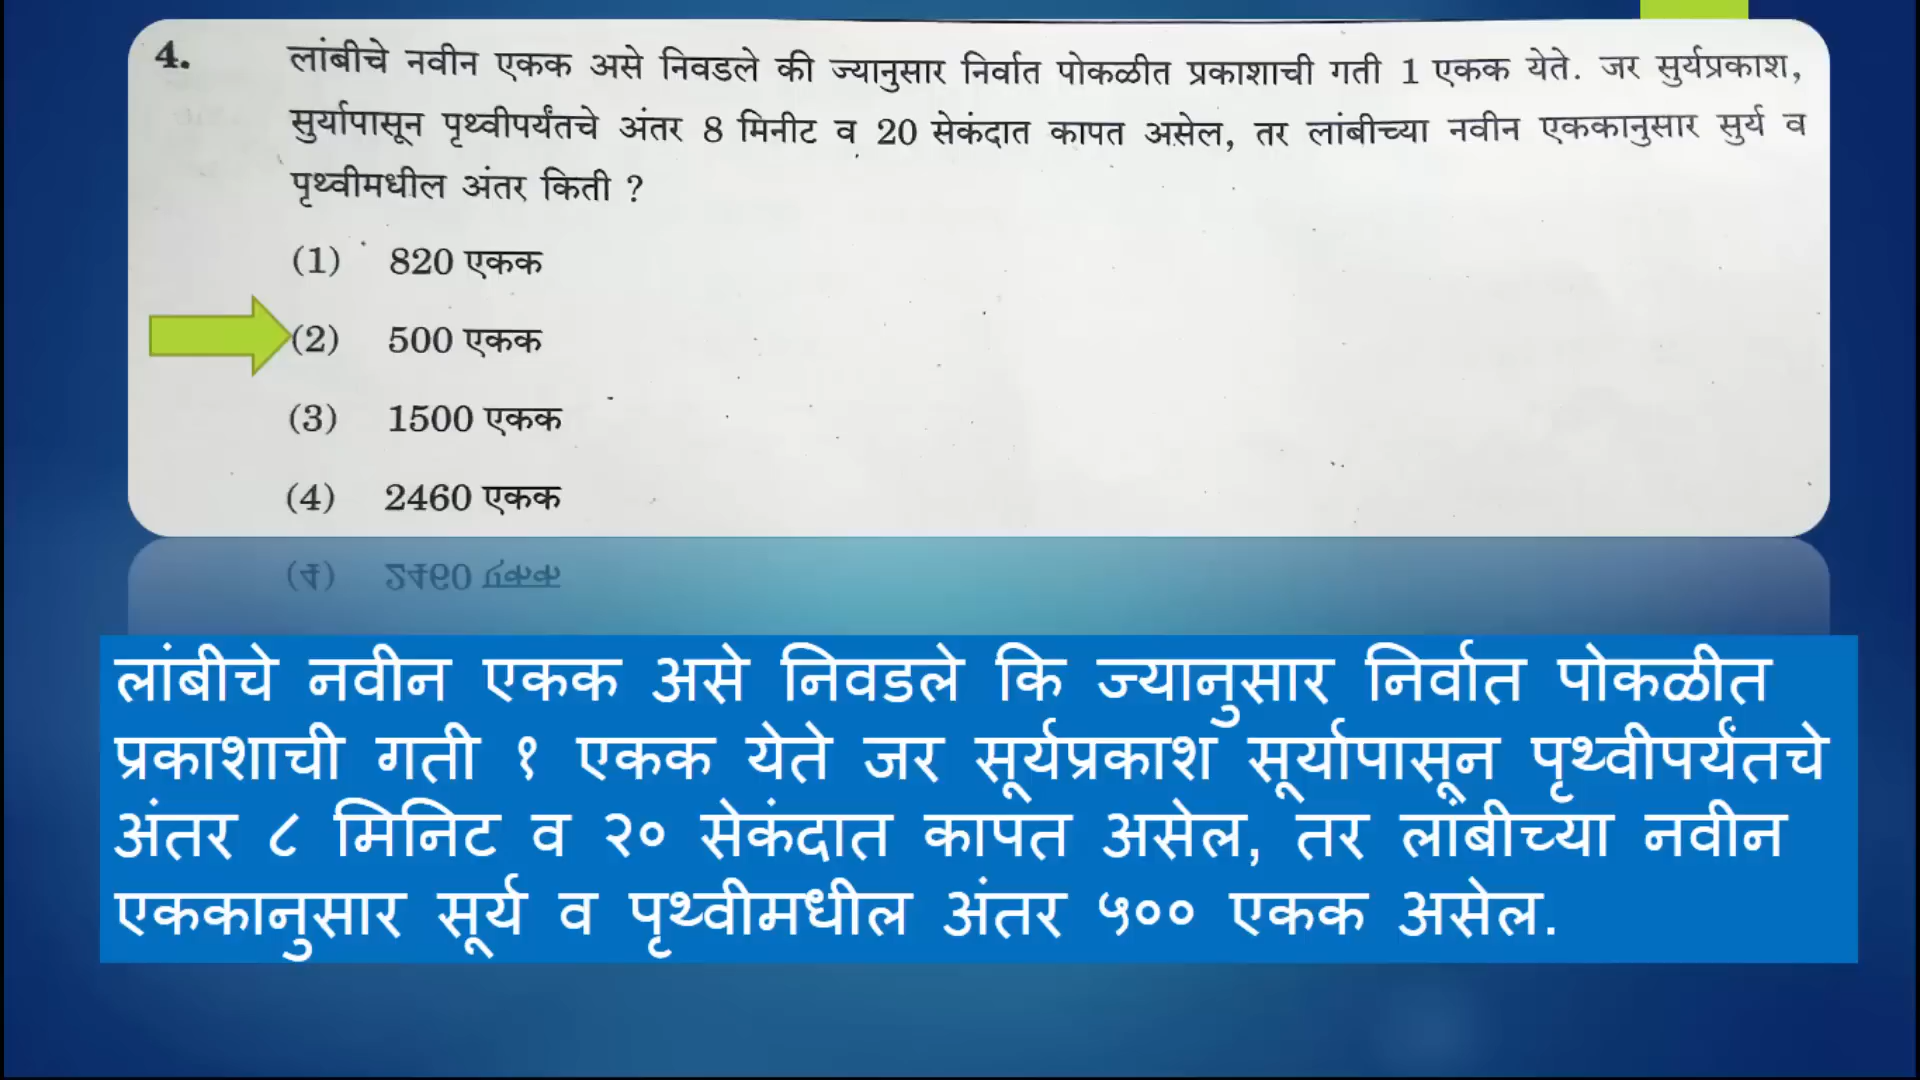 4. लांबीचे नवीन एकक असे निवडले की ज्यानुसार निर्वात पोकळीत प्रकाशाची गती 1 एकक येते. जर सुर्यप्रकाश,
सुर्यापासून पृथ्वीपर्यंतचे अंतर 8 मिनीट व 20 सेकंदात कापत असेल, तर लांबीच्या नवीन एककानुसार सुर्य व
पृथ्वीमधील अंतर किती ?
(1) 820 एकक
(2) 500 एकक
(3) 1500 एकक
(4) 2460 एकक
लांबीचे नवीन एकक असे निवडले कि ज्यानुसार निर्वात पोकळीत
प्रकाशाची गती १ एकक येते जर सूर्यप्रकाश सूर्यापासून पृथ्वीपर्यंतचे
अंतर ८ मिनिट व २० सेकंदात कापत असेल, तर लांबीच्या नवीन
एककानुसार सूर्य व पृथ्वीमधील अंतर ५०० एकक असेल.